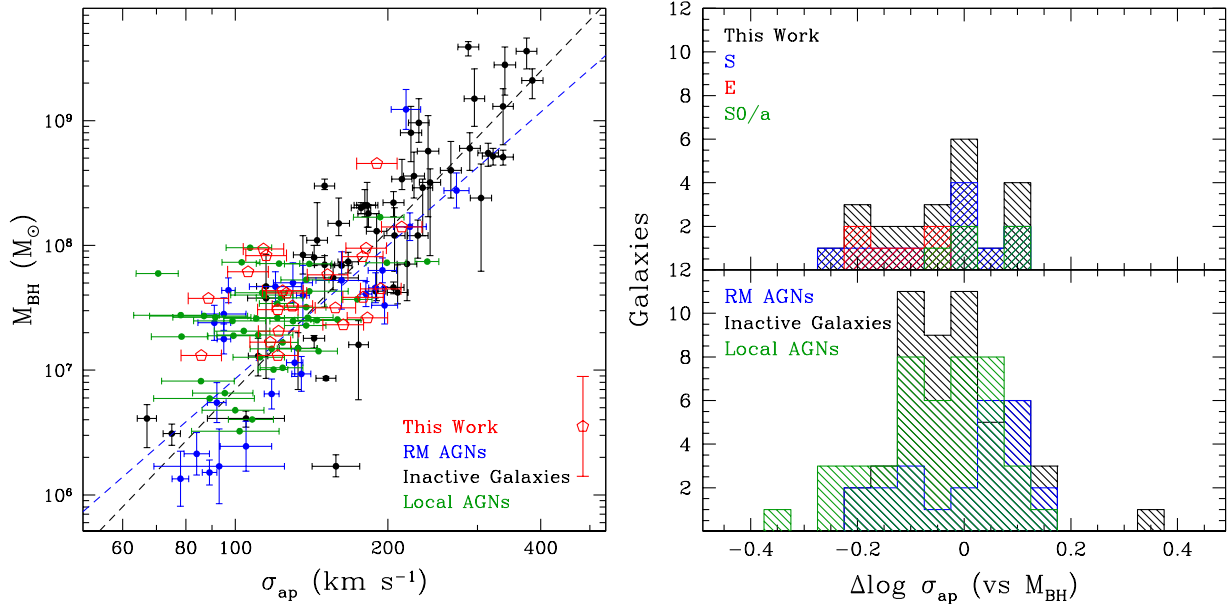 10⁹
10⁸
10⁷
10⁶
M_BH (M_⊙)
This Work
RM AGNs
Inactive Galaxies
Local AGNs
60 80 100 200 400
σ_ap (km s⁻¹)
12
10
8
6
4
2
This Work
S
E
S0/a
Galaxies
12
10
8
6
4
2
RM AGNs
Inactive Galaxies
Local AGNs
−0.4 −0.2 0 0.2 0.4
Δlog σ_ap (vs M_BH)